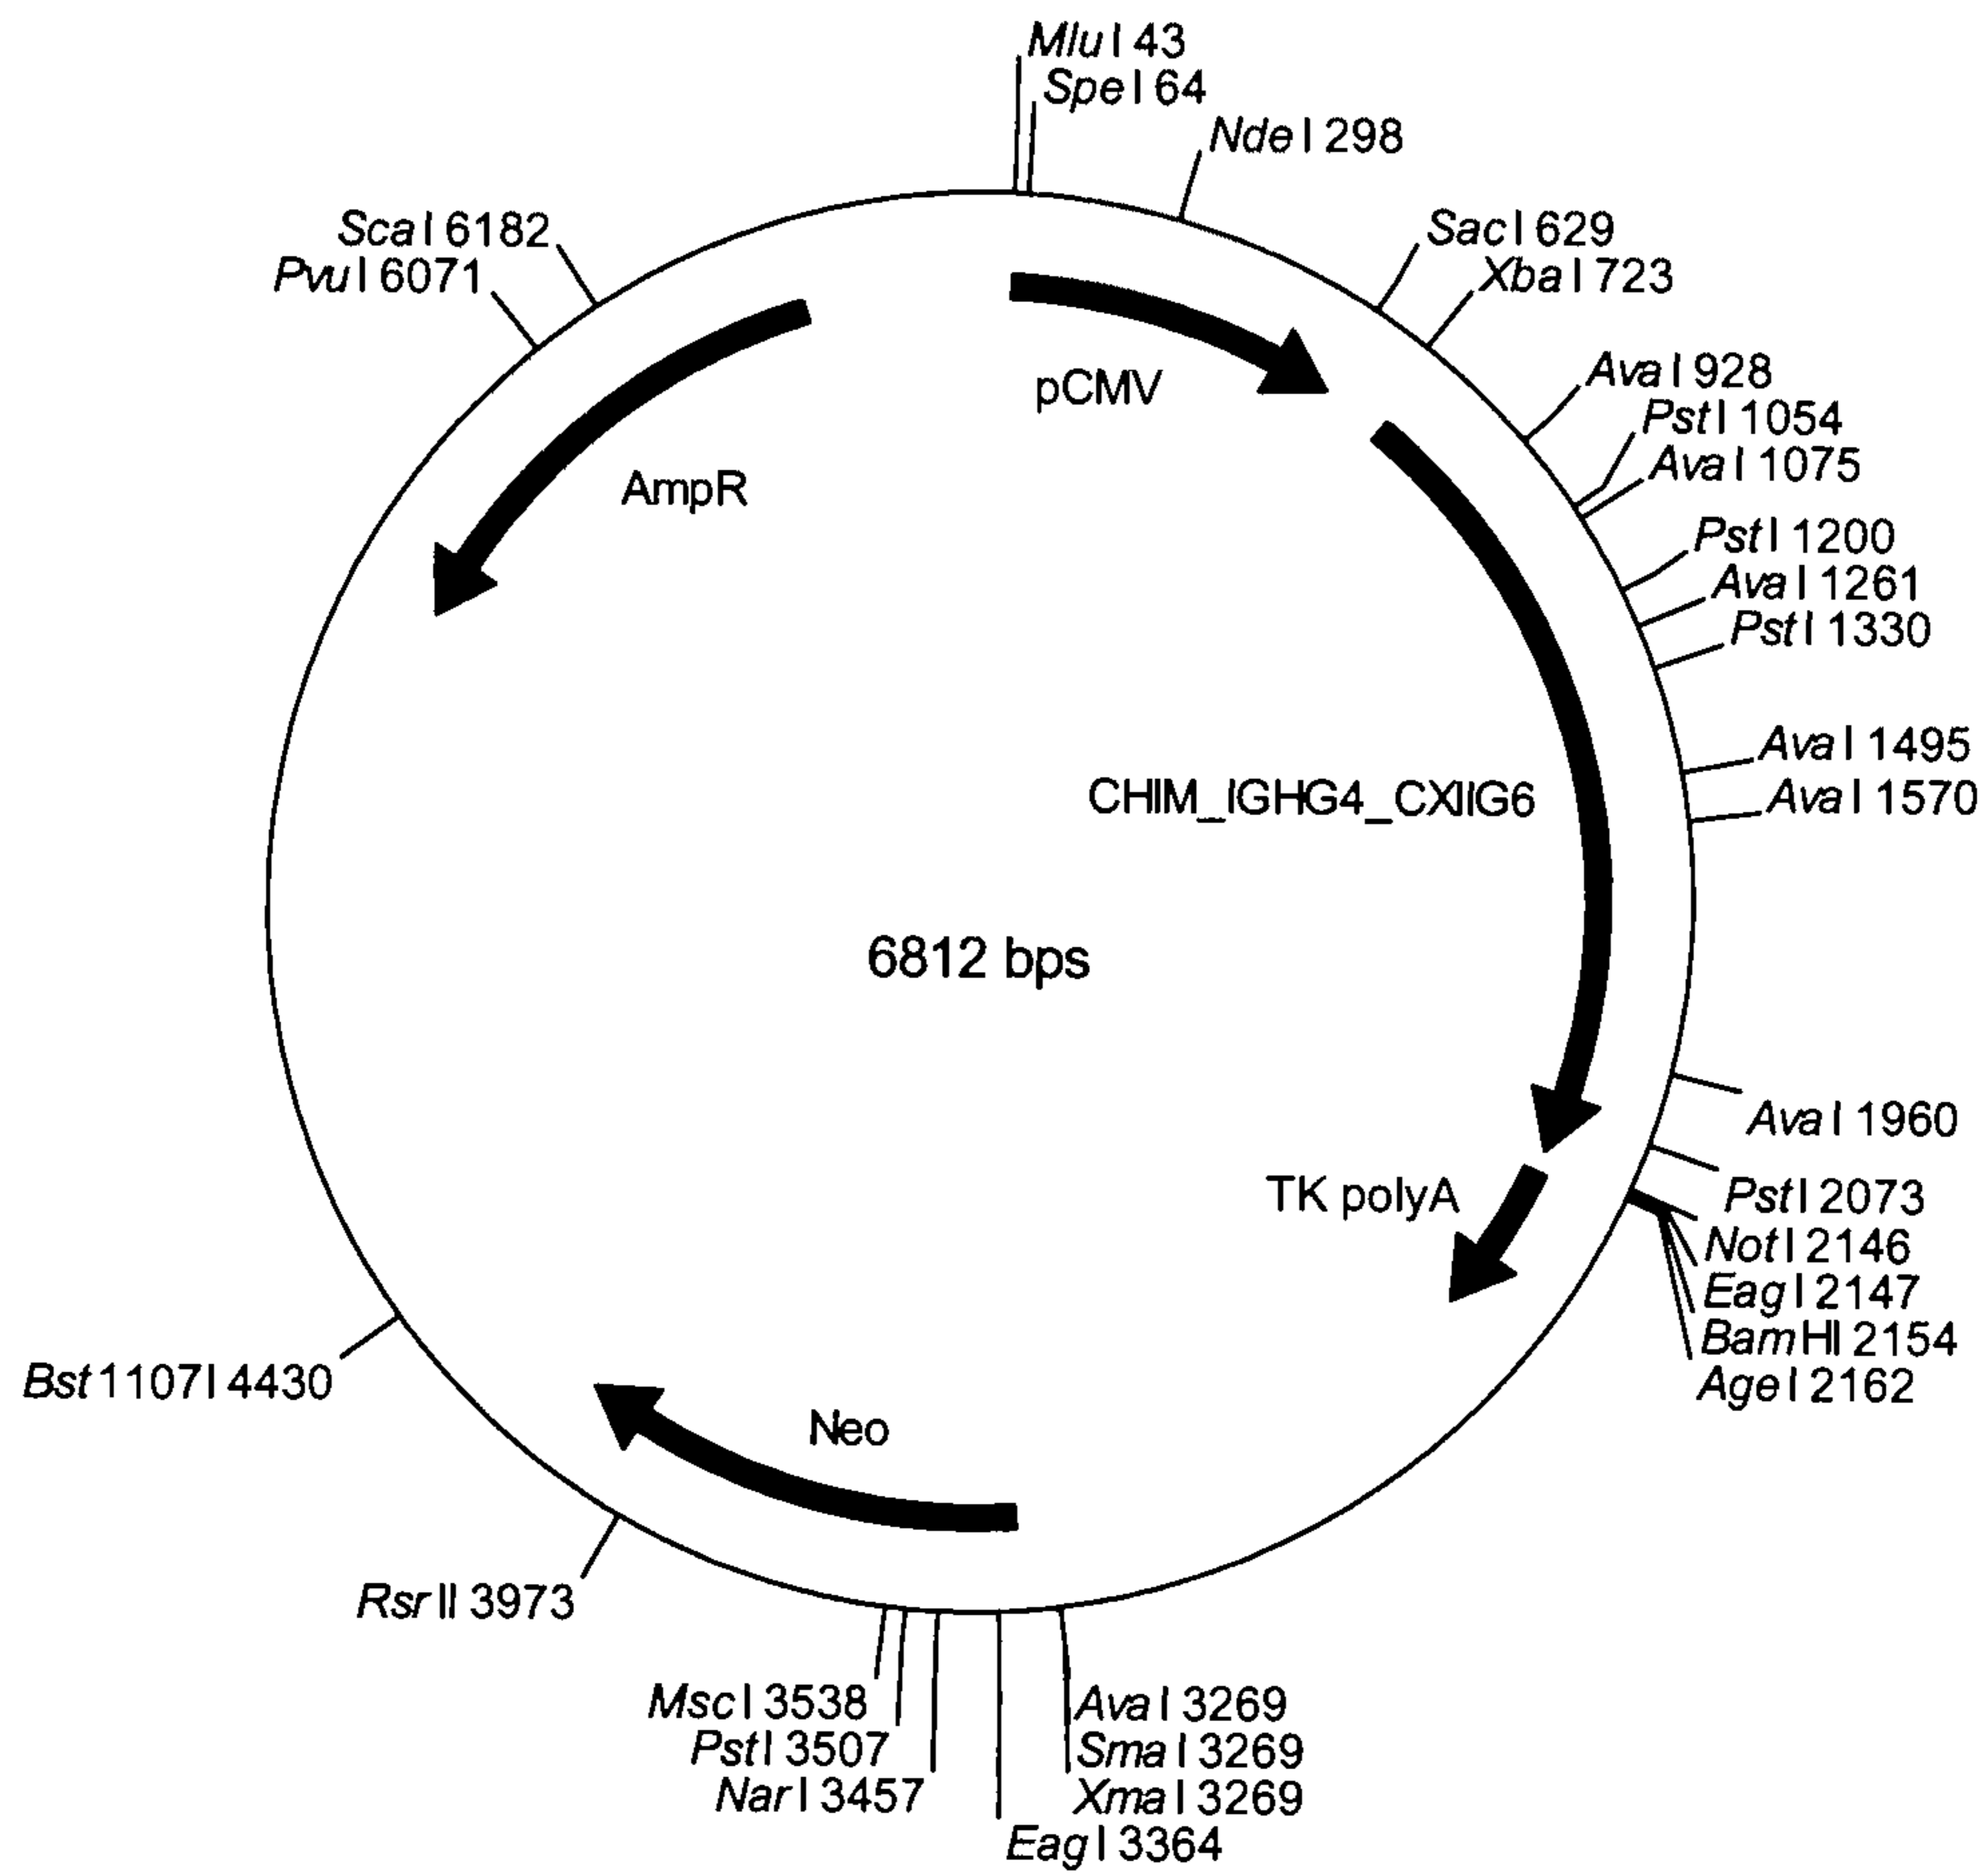 MluI 43
SpeI 64
NdeI 298
SacI 629
XbaI 723
AvaI 928
PstI 1054
AvaI 1075
PstI 1200
AvaI 1261
PstI 1330
AvaI 1495
AvaI 1570
AvaI 1960
PstI 2073
NotI 2146
EagI 2147
BamHI 2154
AgeI 2162
AvaI 3269
SmaI 3269
XmaI 3269
EagI 3364
NarI 3457
PstI 3507
MscI 3538
RsrII 3973
Bst1107I 4430
PvuI 6071
ScaI 6182
pCMV
AmpR
CHIM_IGHG4_CXIIG6
6812 bps
TK polyA
Neo